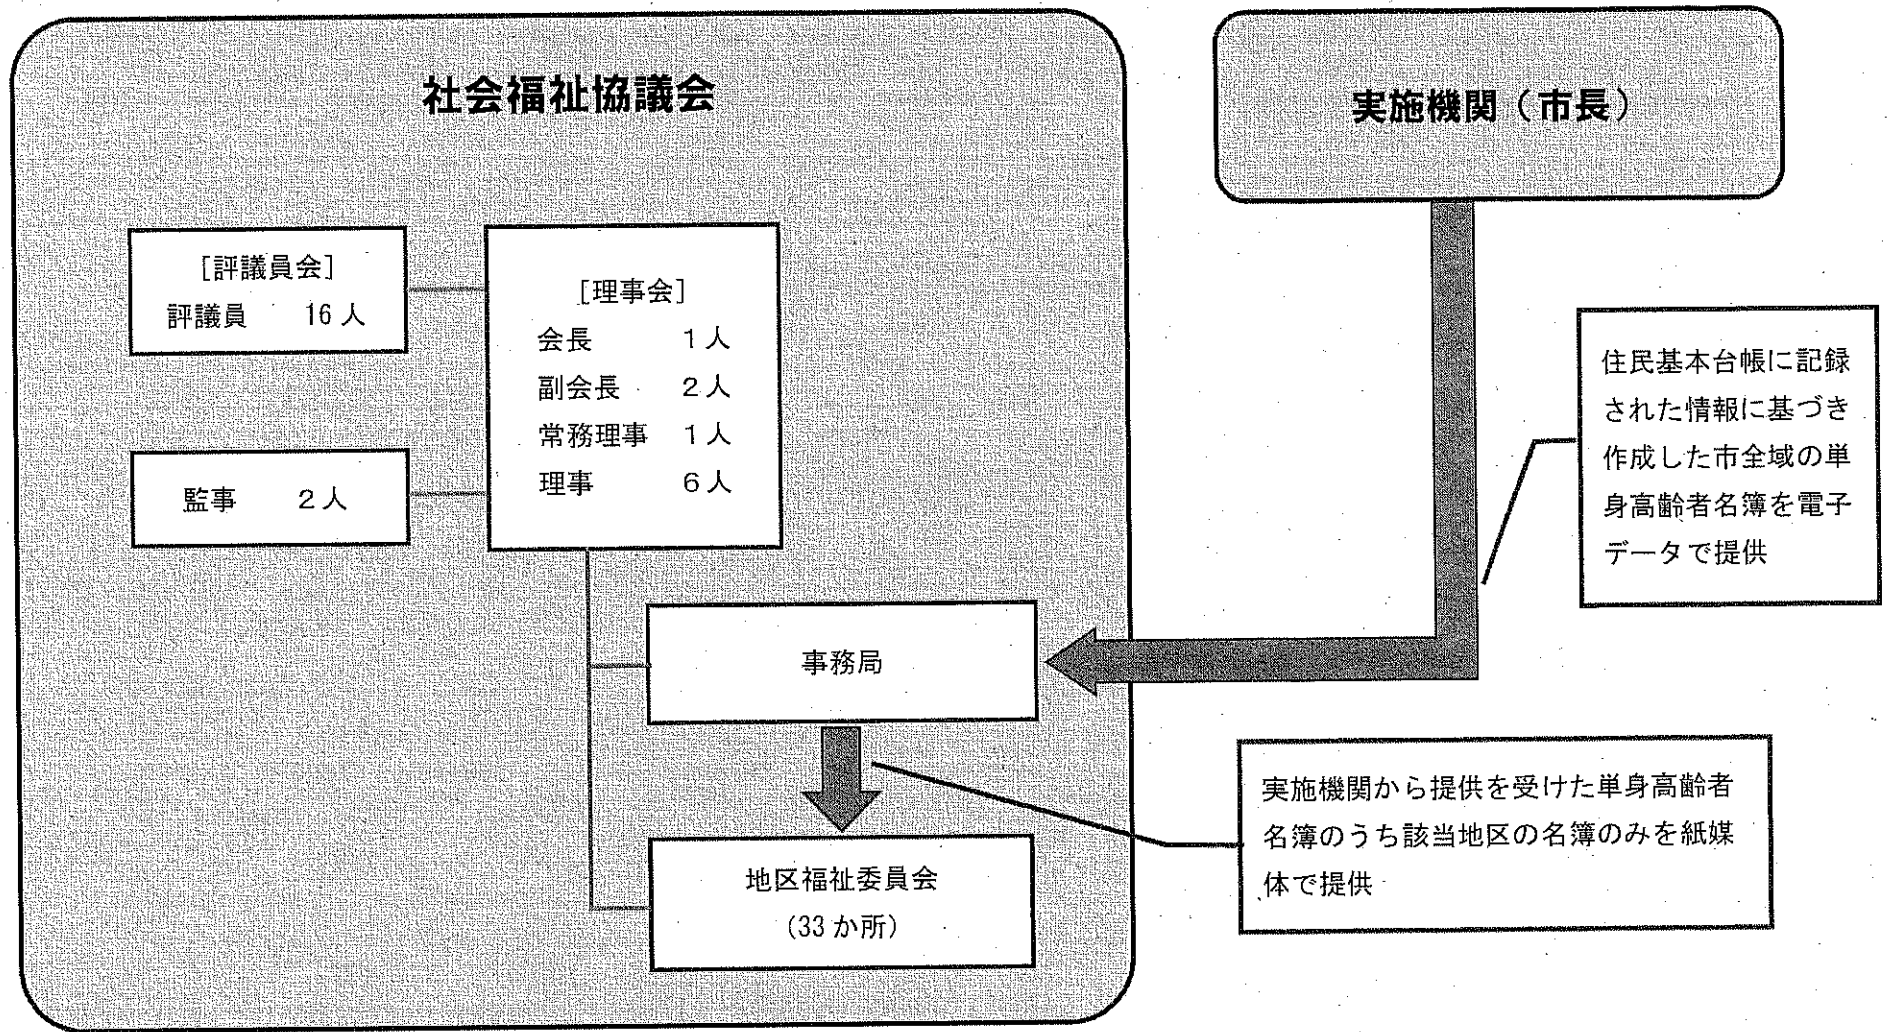 社会福祉協議会
実施機関（市長）
［評議員会］
評議員 16人
［理事会］
会長 1人
副会長 2人
常務理事 1人
理事 6人
監事 2人
住民基本台帳に記録
された情報に基づき
作成した市全域の単
身高齢者名簿を電子
データで提供
事務局
実施機関から提供を受けた単身高齢者
名簿のうち該当地区の名簿のみを紙媒
体で提供
地区福祉委員会
（33か所）